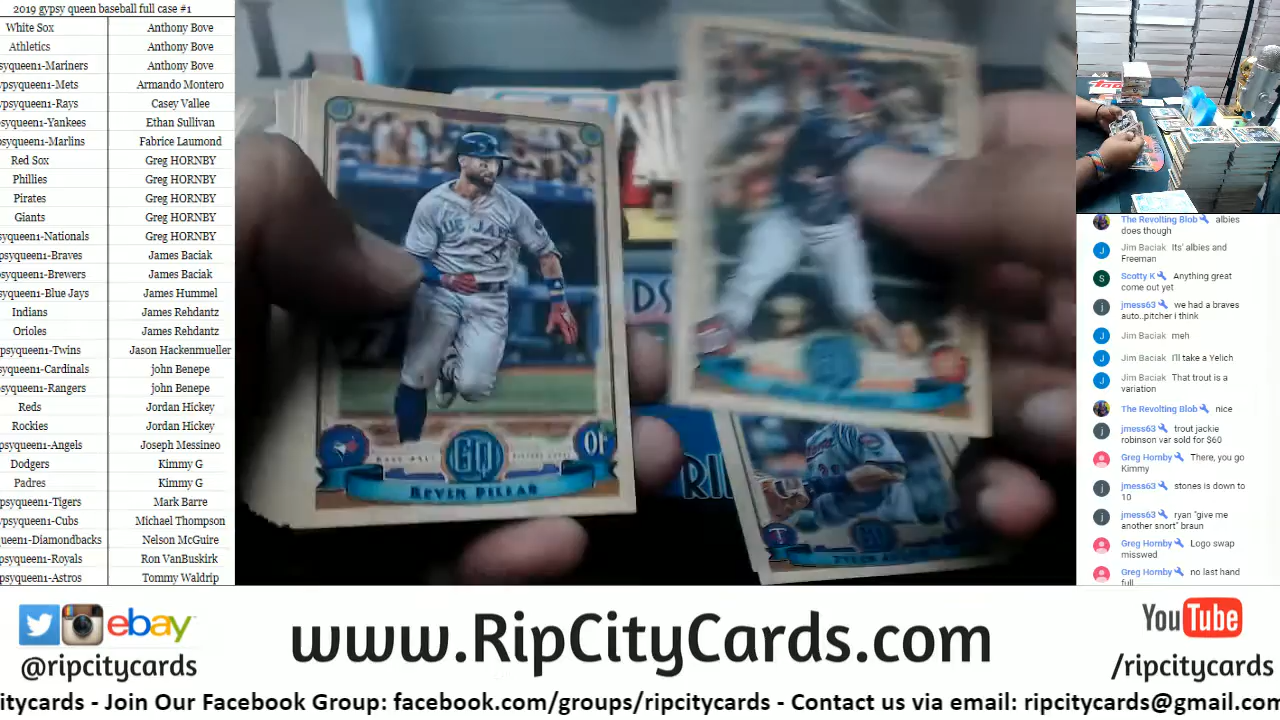 2019 gypsy queen baseball full case #1
White Sox Anthony Bove
Athletics Anthony Bove
syqueen1-Mariners Anthony Bove
ypsyqueen1-Mets Armando Montero
ypsyqueen1-Rays Casey Vallee
psyqueen1-Yankees Ethan Sullivan
psyqueen1-Marlins Fabrice Laumond
Red Sox Greg HORNBY
Phillies Greg HORNBY
Pirates Greg HORNBY
Giants Greg HORNBY
syqueen1-Nationals Greg HORNBY
psyqueen1-Braves James Baciak
psyqueen1-Brewers James Baciak
psyqueen1-Blue Jays James Hummel
Indians James Rehdantz
Orioles James Rehdantz
psyqueen1-Twins Jason Hackenmueller
syqueen1-Cardinals john Benepe
psyqueen1-Rangers john Benepe
Reds Jordan Hickey
Rockies Jordan Hickey
psyqueen1-Angels Joseph Messineo
Dodgers Kimmy G
Padres Kimmy G
psyqueen1-Tigers Mark Barre
psyqueen1-Cubs Michael Thompson
queen1-Diamondbacks Nelson McGuire
psyqueen1-Royals Ron VanBuskirk
psyqueen1-Astros Tommy Waldrip
GQ
OF
KEVIN PILLAR
The Revolting Blob albies
does though
Jim Baciak Its' albies and
Freeman
Scotty K Anything great
come out yet
jmess63 we had a braves
auto..pitcher i think
Jim Baciak meh
Jim Baciak I'll take a Yelich
Jim Baciak That trout is a
variation
The Revolting Blob nice
jmess63 trout jackie
robinson var sold for $60
Greg Hornby There, you go
Kimmy
jmess63 stones is down to
10
jmess63 ryan "give me
another snort" braun
Greg Hornby Logo swap
misswed
Greg Hornby no last hand
full
ebay
@ripcitycards
www.RipCityCards.com
YouTube
/ripcitycards
citycards - Join Our Facebook Group: facebook.com/groups/ripcitycards - Contact us via email: ripcitycards@gmail.com